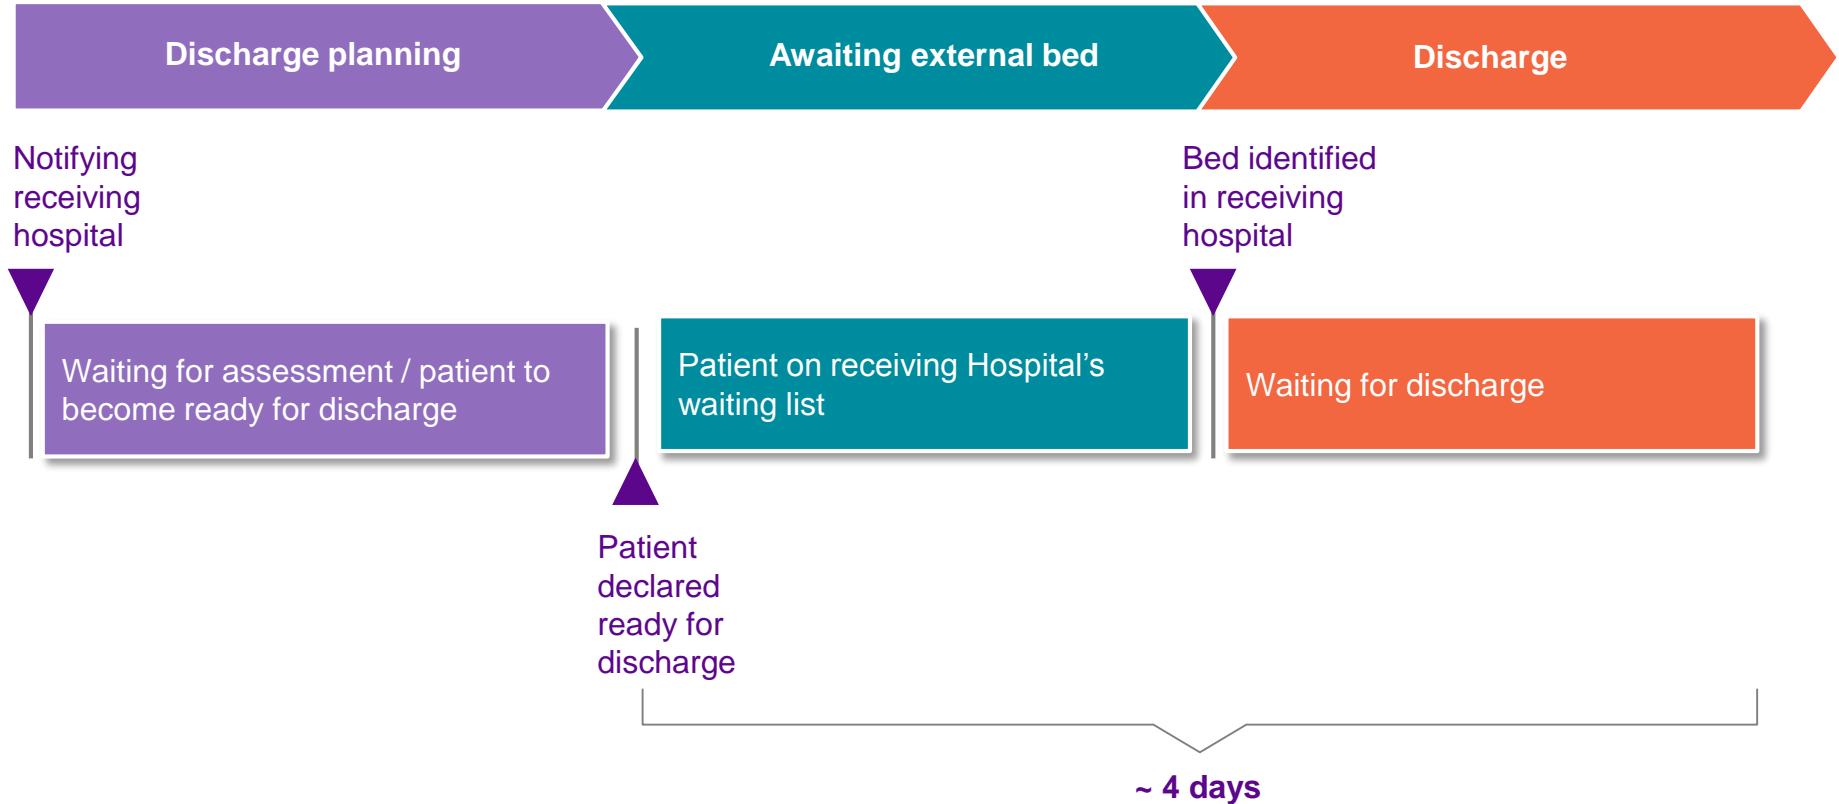 Discharge planning
Awaiting external bed
Discharge
Notifying
receiving
hospital
Bed identified
in receiving
hospital
Waiting for assessment / patient to
become ready for discharge
Patient on receiving Hospital’s
waiting list
Waiting for discharge
Patient
declared
ready for
discharge
~ 4 days